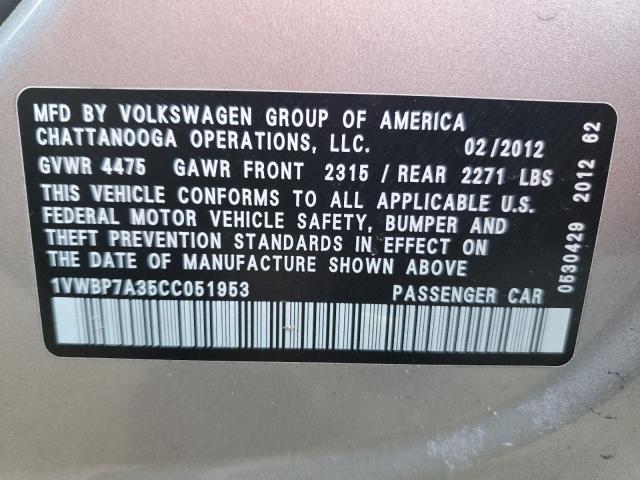 MFD BY VOLKSWAGEN GROUP OF AMERICA
CHATTANOOGA OPERATIONS, LLC. 02/2012
GVWR 4475 GAWR FRONT 2315 / REAR 2271 LBS
THIS VEHICLE CONFORMS TO ALL APPLICABLE U.S.
FEDERAL MOTOR VEHICLE SAFETY, BUMPER AND
THEFT PREVENTION STANDARDS IN EFFECT ON
THE DATE OF MANUFACTURE SHOWN ABOVE
1VWBP7A35CC051953 PASSENGER CAR
0530429 2012 62